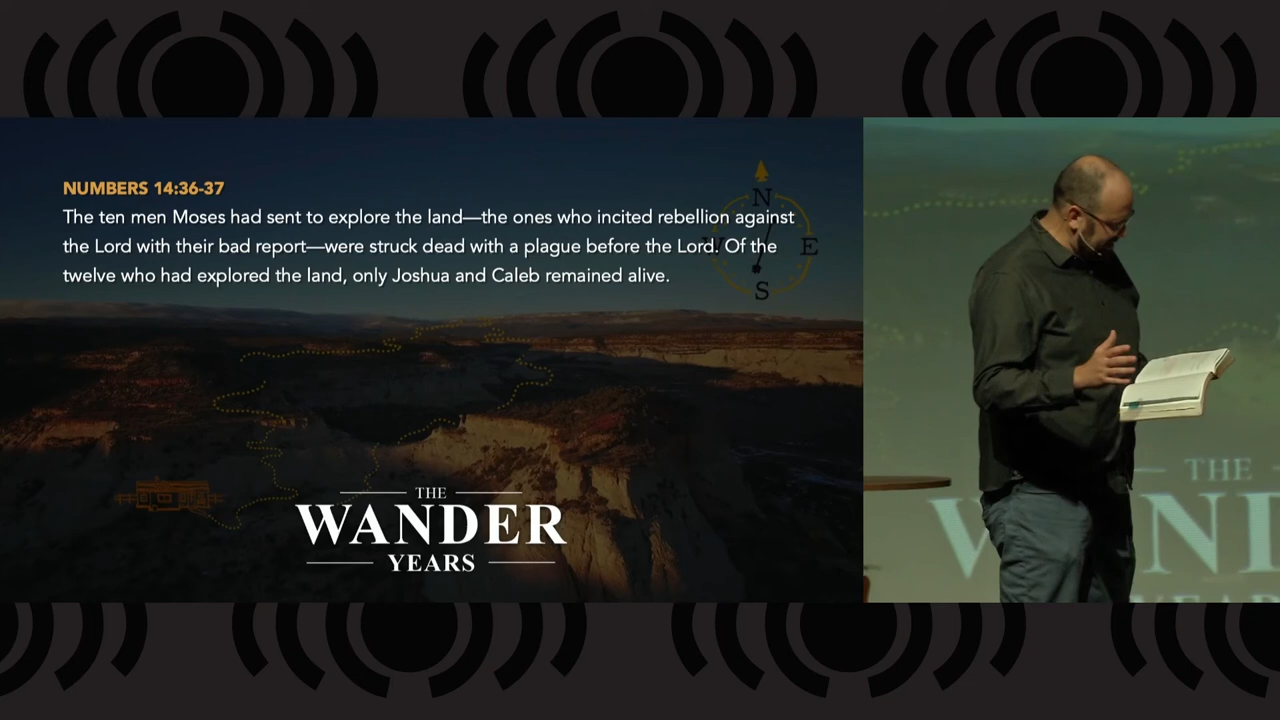 NUMBERS 14:36-37
The ten men Moses had sent to explore the land—the ones who incited rebellion against
the Lord with their bad report—were struck dead with a plague before the Lord. Of the
twelve who had explored the land, only Joshua and Caleb remained alive.
N
W E
S
THE
WANDER
YEARS
THE
WAND
YEAR